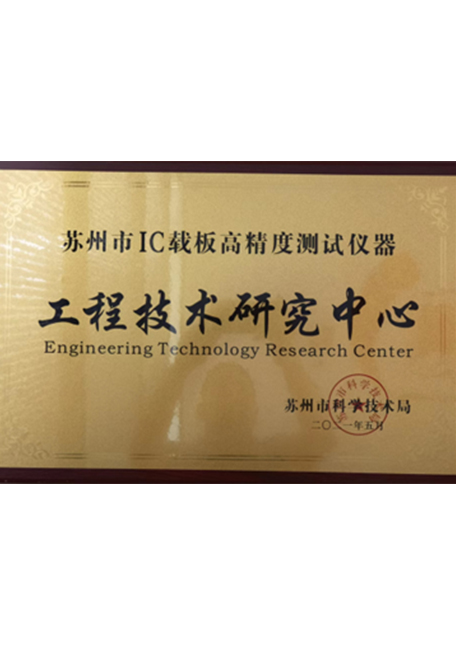 苏州市IC载板高精度测试仪器
工程技术研究中心
Engineering Technology Research Center
苏州市科学技术局
二〇二一年五月